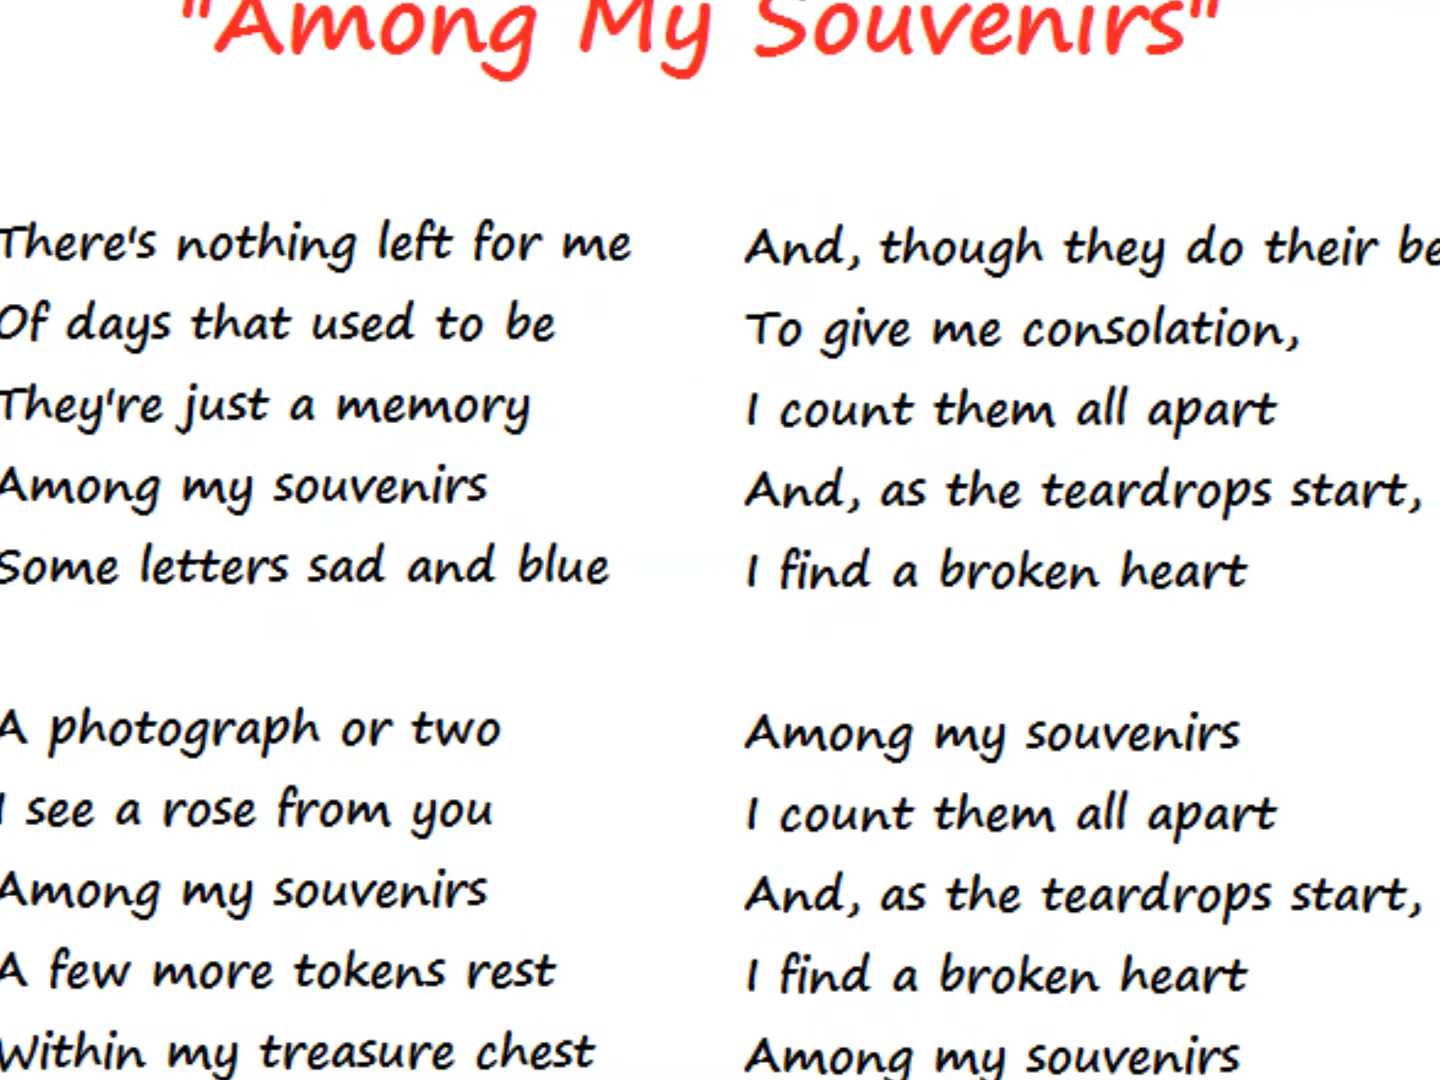 "Among My Souvenirs"
There's nothing left for me
Of days that used to be
They're just a memory
Among my souvenirs
Some letters sad and blue
A photograph or two
I see a rose from you
Among my souvenirs
A few more tokens rest
Within my treasure chest
And, though they do their
To give me consolation,
I count them all apart
And, as the teardrops start,
I find a broken heart
Among my souvenirs
I count them all apart
And, as the teardrops start,
I find a broken heart
Among my souvenirs